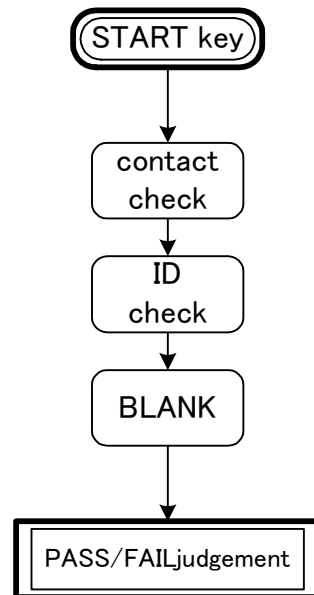 START key
contact
check
ID
check
BLANK
PASS/FAILjudgement